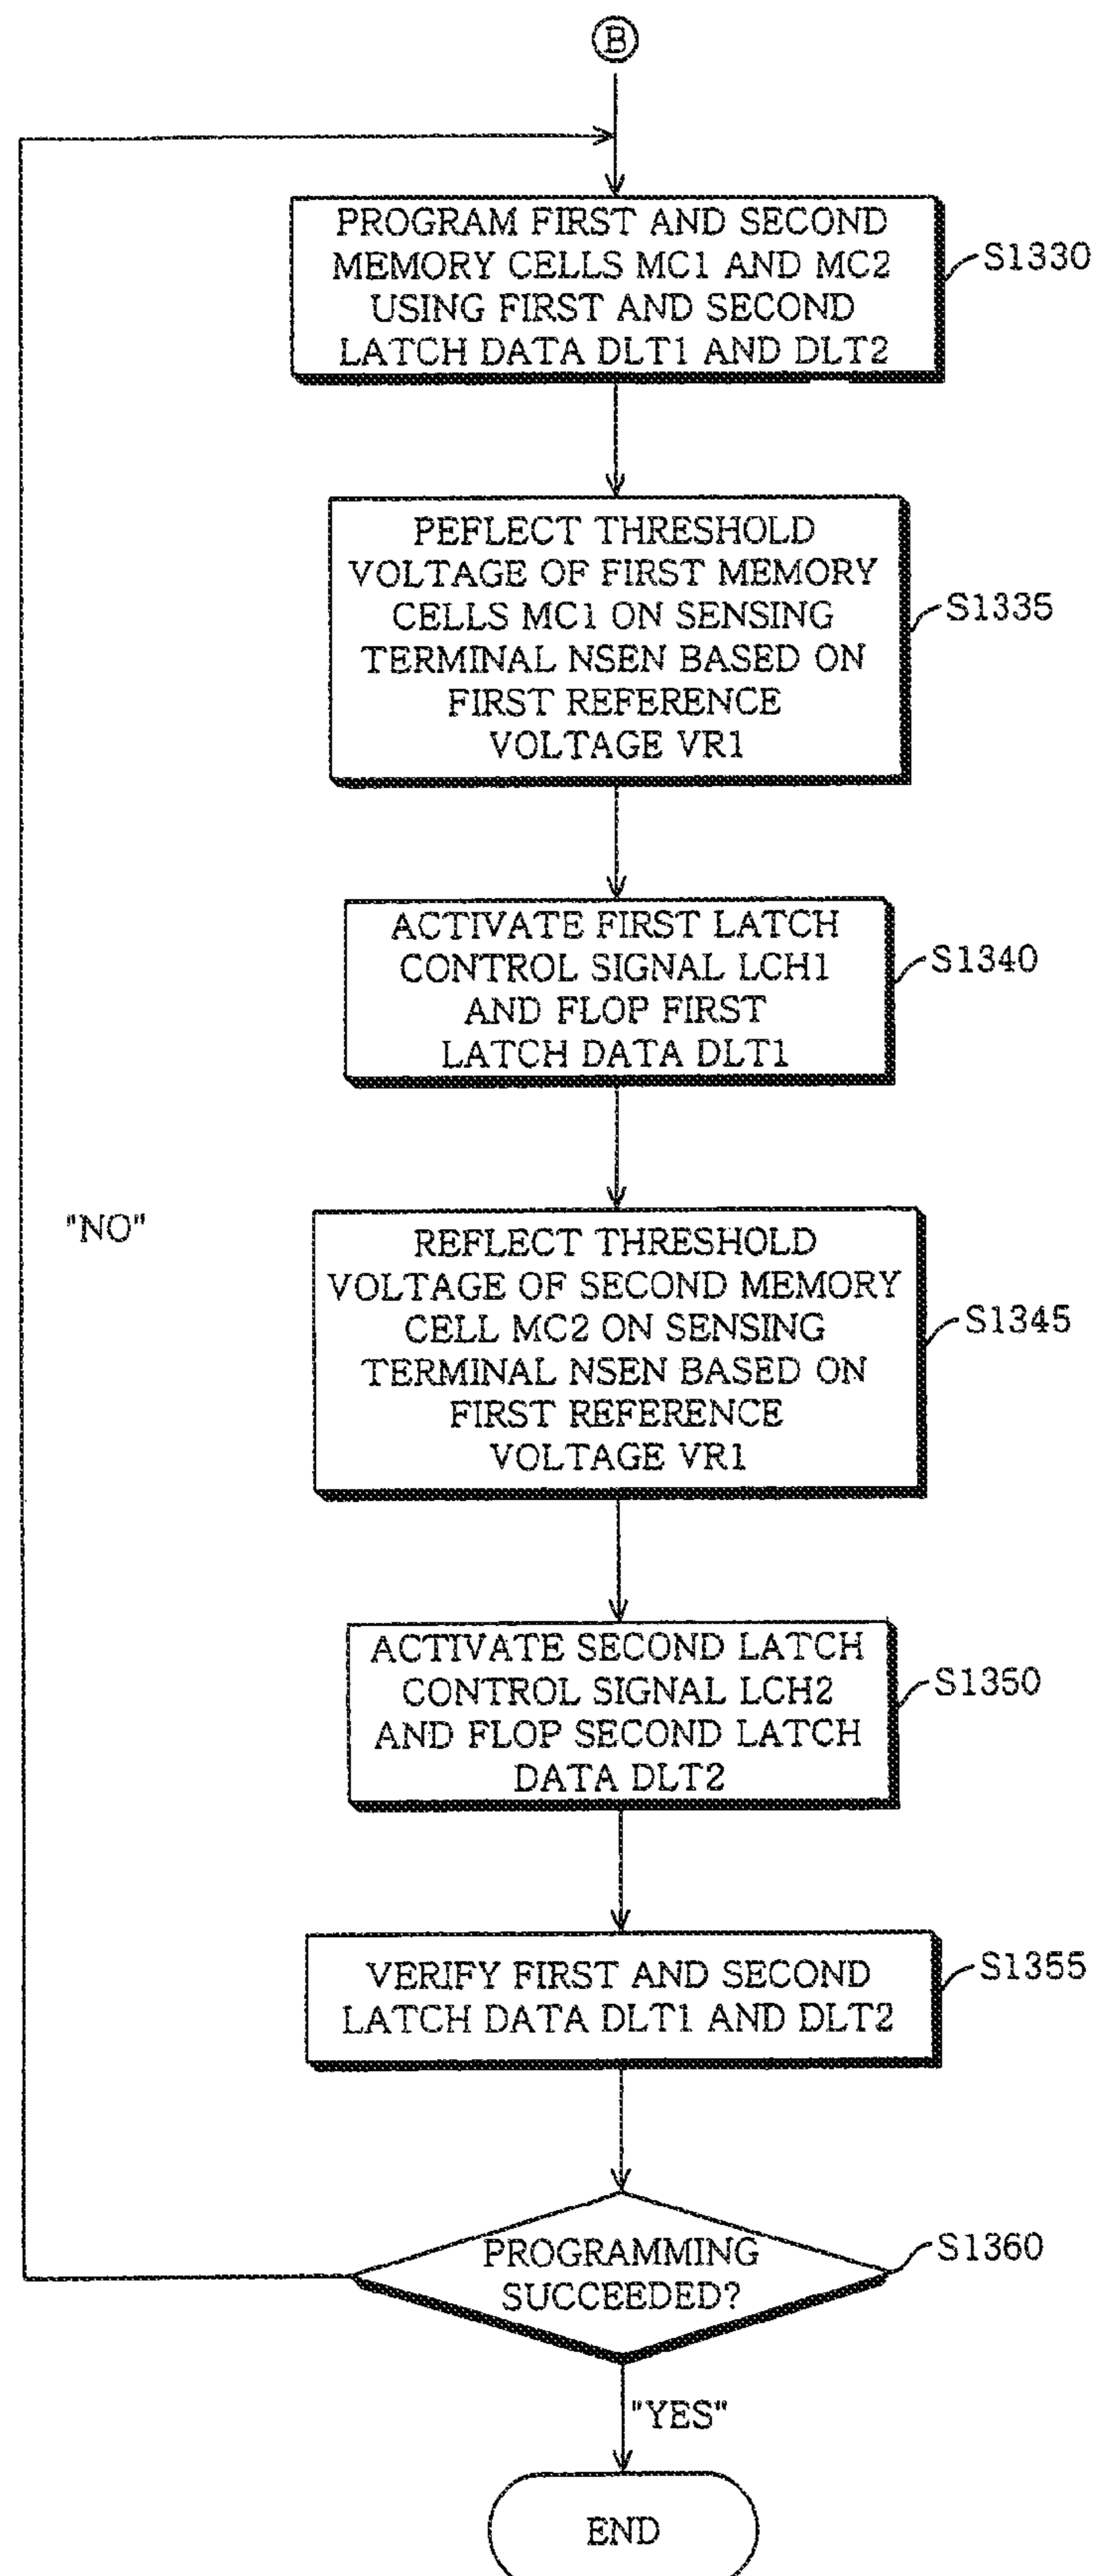 B
PROGRAM FIRST AND SECOND
MEMORY CELLS MC1 AND MC2
USING FIRST AND SECOND
LATCH DATA DLT1 AND DLT2
S1330
PEFLECT THRESHOLD
VOLTAGE OF FIRST MEMORY
CELLS MC1 ON SENSING
TERMINAL NSEN BASED ON
FIRST REFERENCE
VOLTAGE VR1
S1335
ACTIVATE FIRST LATCH
CONTROL SIGNAL LCH1
AND FLOP FIRST
LATCH DATA DLT1
S1340
"NO"
REFLECT THRESHOLD
VOLTAGE OF SECOND MEMORY
CELL MC2 ON SENSING
TERMINAL NSEN BASED ON
FIRST REFERENCE
VOLTAGE VR1
S1345
ACTIVATE SECOND LATCH
CONTROL SIGNAL LCH2
AND FLOP SECOND LATCH
DATA DLT2
S1350
VERIFY FIRST AND SECOND
LATCH DATA DLT1 AND DLT2
S1355
PROGRAMMING
SUCCEEDED?
S1360
"YES"
END